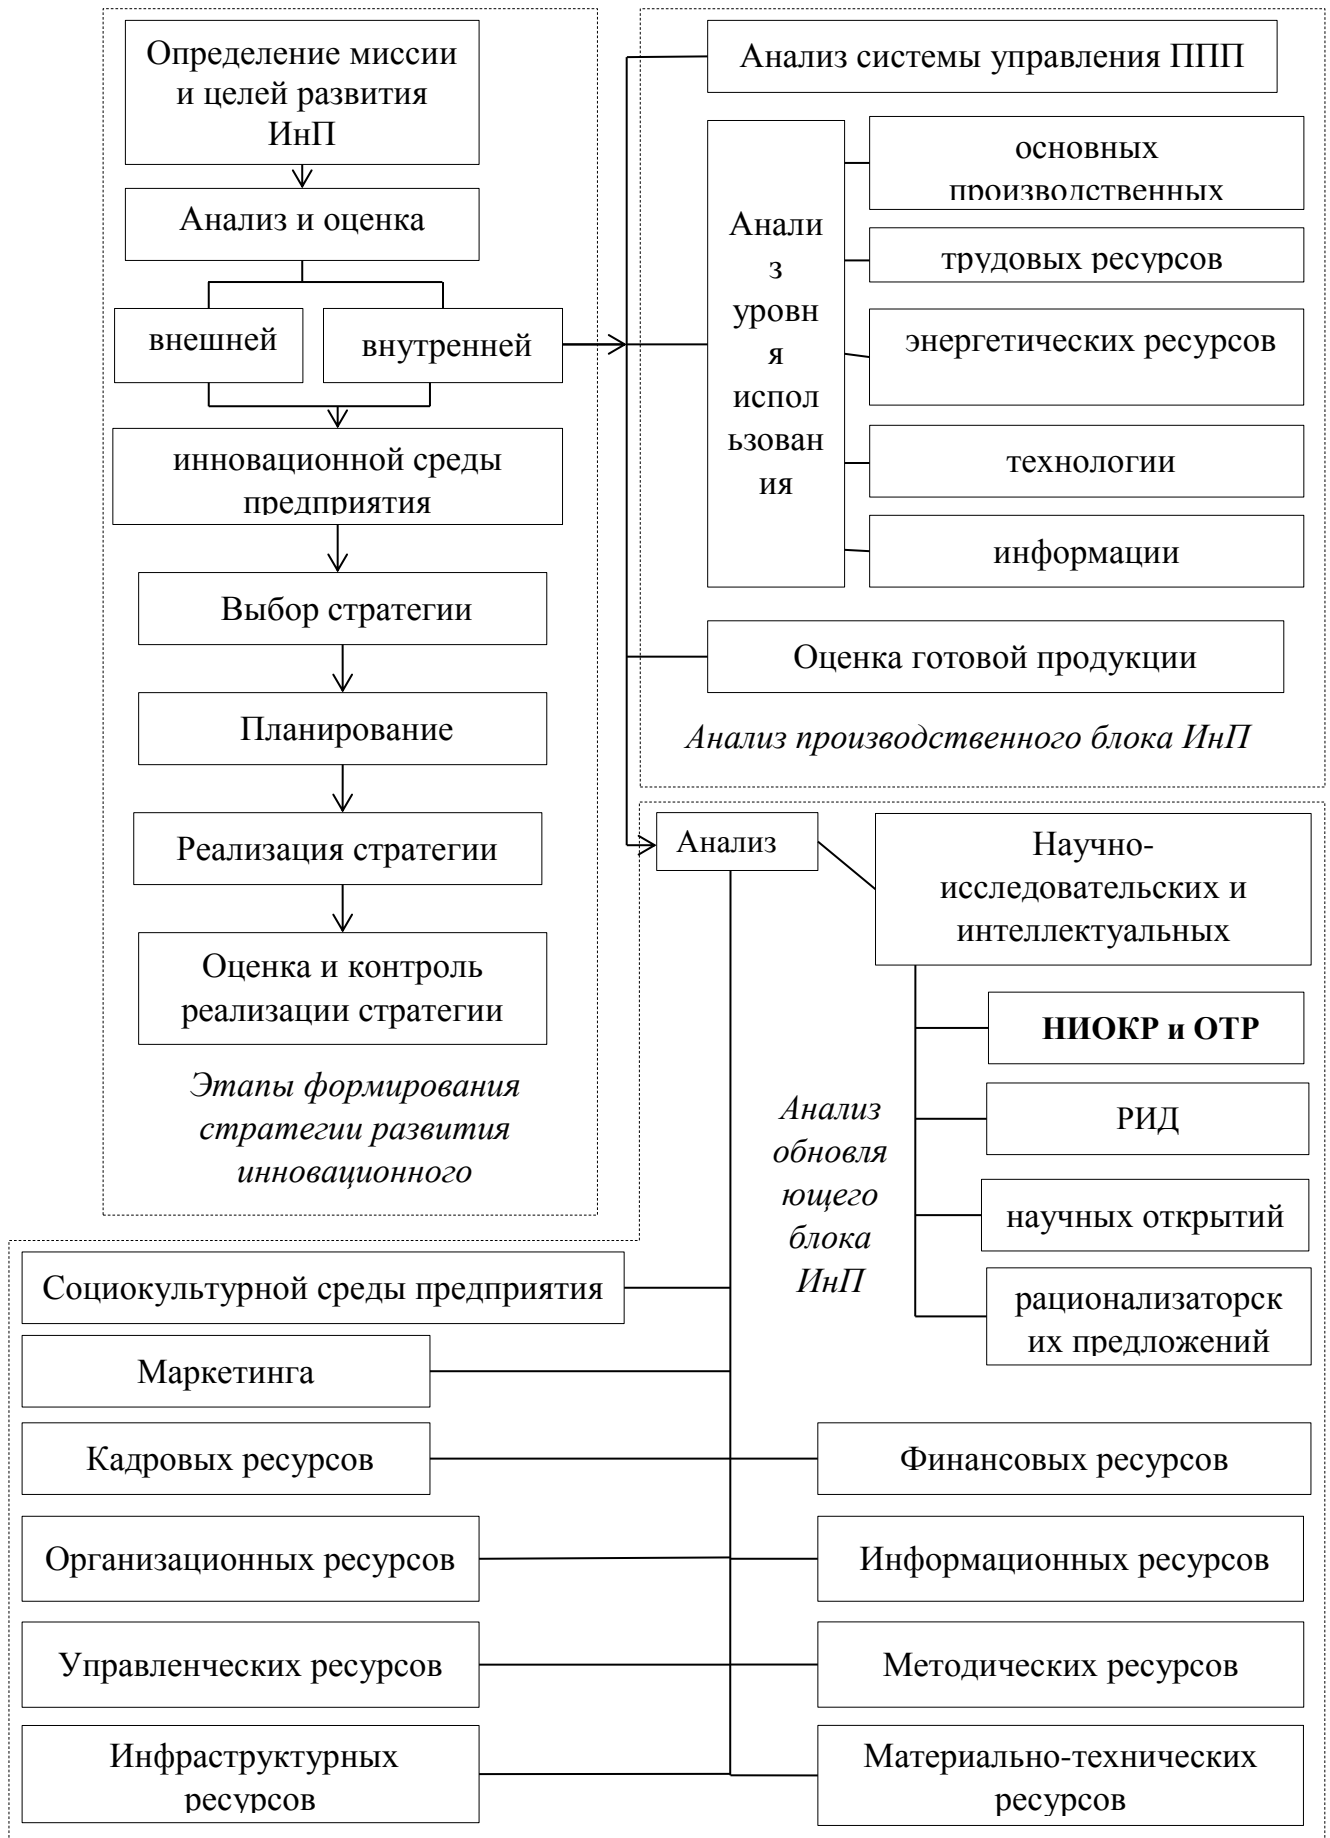 Определение миссии
и целей развития
ИнП
Анализ и оценка
внешней
внутренней
инновационной среды
предприятия
Выбор стратегии
Планирование
Реализация стратегии
Оценка и контроль
реализации стратегии
Этапы формирования
стратегии развития
инновационного
Анализ системы управления ППП
Анали
з
уровн
я
испол
ьзован
ия
основных
производственных
трудовых ресурсов
энергетических ресурсов
технологии
информации
Оценка готовой продукции
Анализ производственного блока ИнП
Анализ
Научно-
исследовательских и
интеллектуальных
НИОКР и ОТР
РИД
научных открытий
рационализаторск
их предложений
Анализ
обновля
ющего
блока
ИнП
Социокультурной среды предприятия
Маркетинга
Кадровых ресурсов
Финансовых ресурсов
Организационных ресурсов
Информационных ресурсов
Управленческих ресурсов
Методических ресурсов
Инфраструктурных
ресурсов
Материально-технических
ресурсов